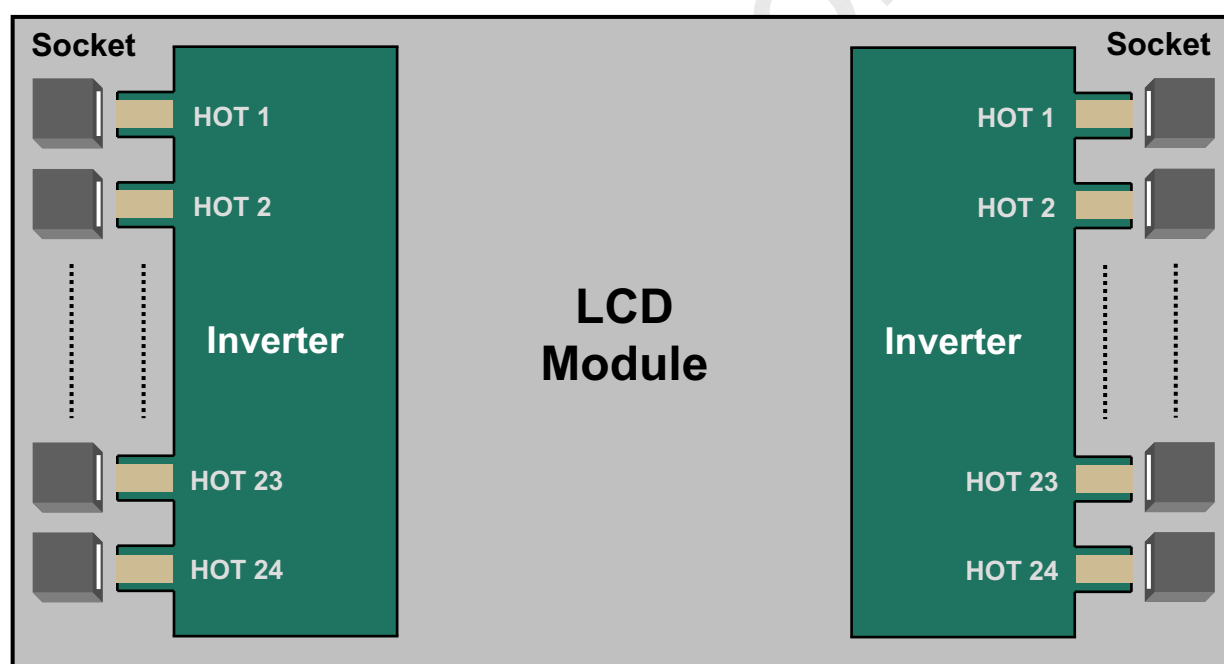 Socket
Socket
HOT 1
HOT 1
HOT 2
HOT 2
LCD
Module
Inverter
Inverter
HOT 23
HOT 23
HOT 24
HOT 24